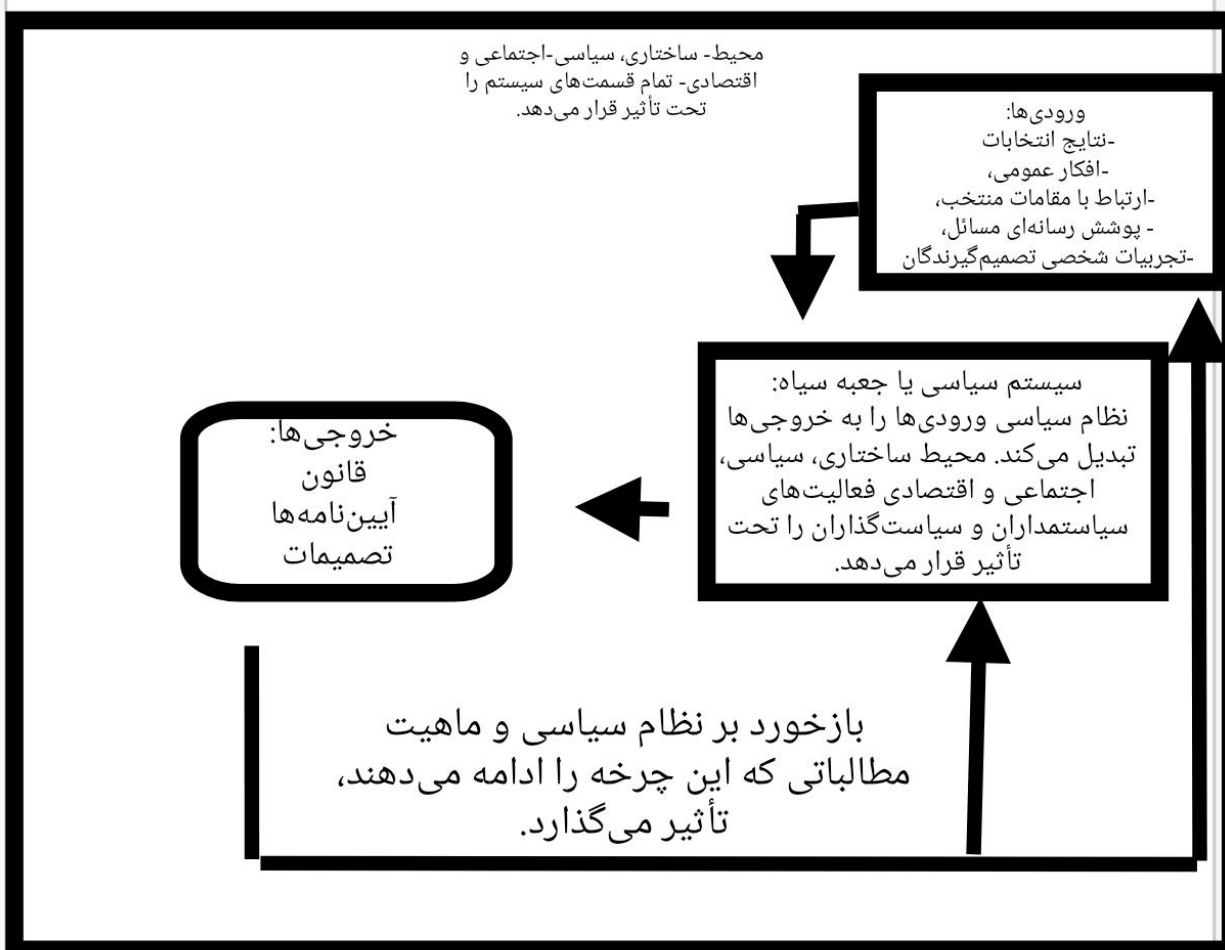 محیط- ساختاری، سیاسی-اجتماعی و
اقتصادی- تمام قسمت‌های سیستم را
تحت تأثیر قرار می‌دهد.
ورودی‌ها:
-نتایج انتخابات
-افکار عمومی،
-ارتباط با مقامات منتخب،
- پوشش رسانه‌ای مسائل،
-تجربیات شخصی تصمیم‌گیرندگان
سیستم سیاسی یا جعبه سیاه:
نظام سیاسی ورودی‌ها را به خروجی‌ها
تبدیل می‌کند. محیط ساختاری، سیاسی،
اجتماعی و اقتصادی فعالیت‌های
سیاستمداران و سیاست‌گذاران را تحت
تأثیر قرار می‌دهد.
خروجی‌ها:
قانون
آیین‌نامه‌ها
تصمیمات
بازخورد بر نظام سیاسی و ماهیت
مطالباتی که این چرخه را ادامه می‌دهند،
تأثیر می‌گذارد.